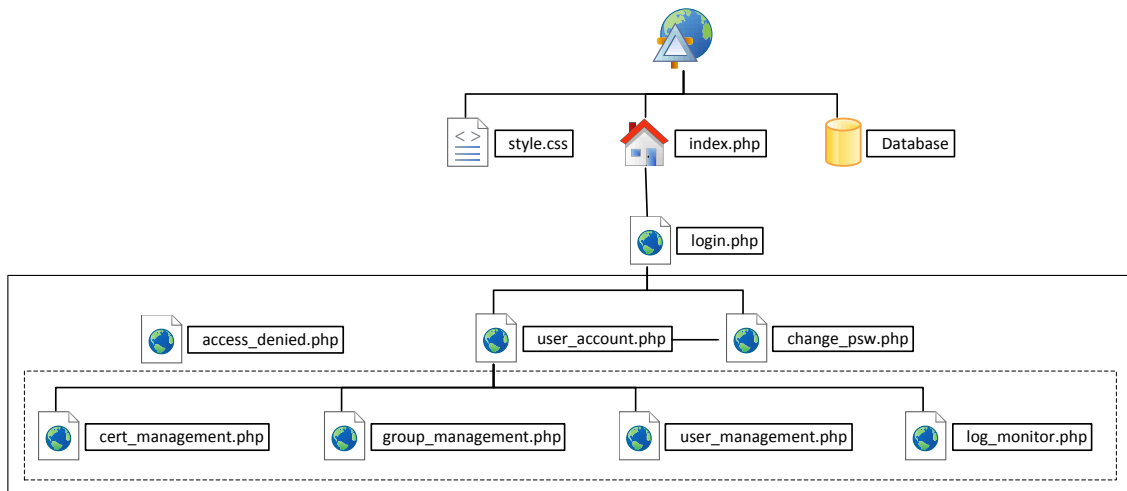 style.css
index.php
Database
login.php
access_denied.php
user_account.php
change_psw.php
cert_management.php
group_management.php
user_management.php
log_monitor.php